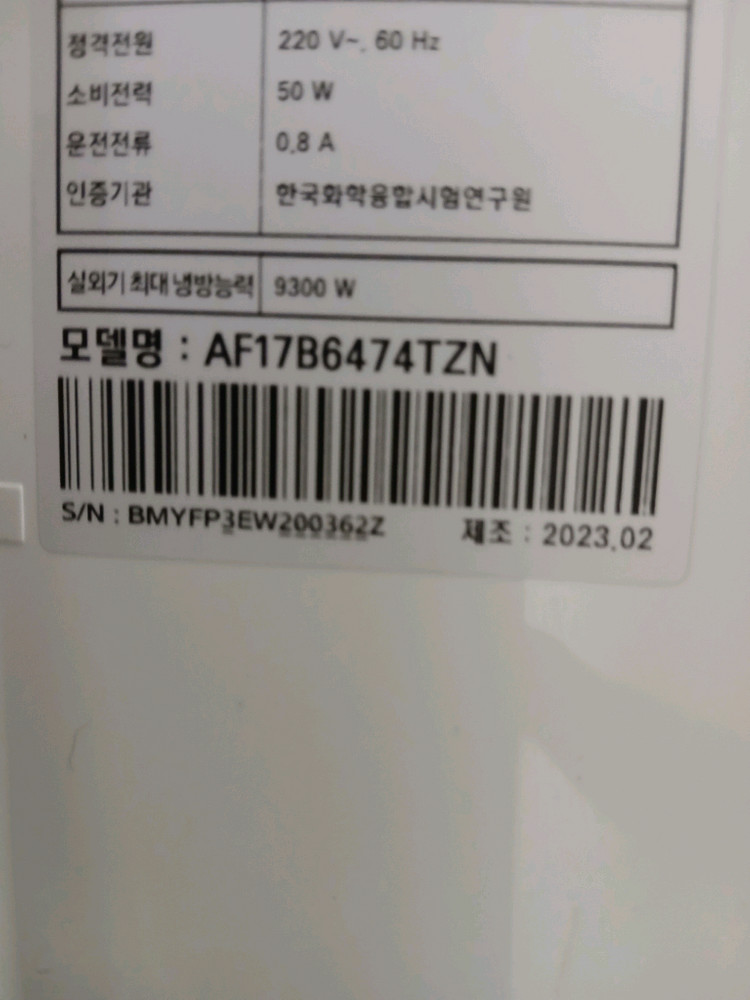 정격전원 220 V~, 60 Hz
소비전력 50 W
운전전류 0.8 A
인증기관 한국화학융합시험연구원
실외기 최대 냉방능력 9300 W
모델명 : AF17B6474TZN
S/N : BMYFP3EW200362Z 제조 : 2023.02